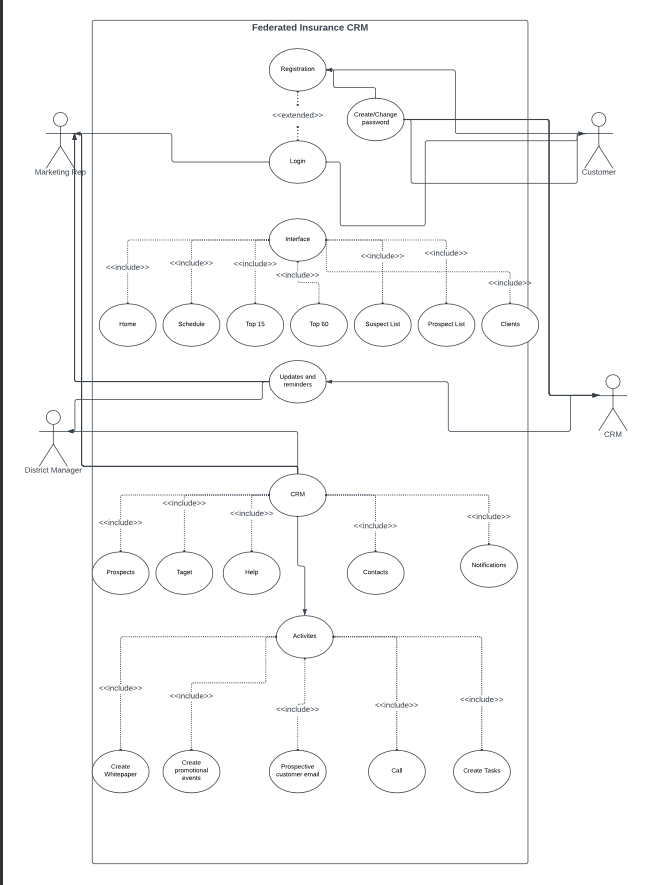 Federated Insurance CRM
Registration
<<extended>>
Create/Change
password
Marketing Rep
Customer
Login
Interface
<<include>>
<<include>>
<<include>>
<<include>>
<<include>>
<<include>>
<<include>>
Home
Schedule
Top 15
Top 60
Suspect List
Prospect List
Clients
Updates and
reminders
CRM
District Manager
CRM
<<include>>
<<include>>
<<include>>
<<include>>
<<include>>
Prospects
Taget
Help
Contacts
Notifications
Activites
<<include>>
<<include>>
<<include>>
<<include>>
<<include>>
Create
Whitepaper
Create
promotional
events
Prospective
customer email
Call
Create Tasks